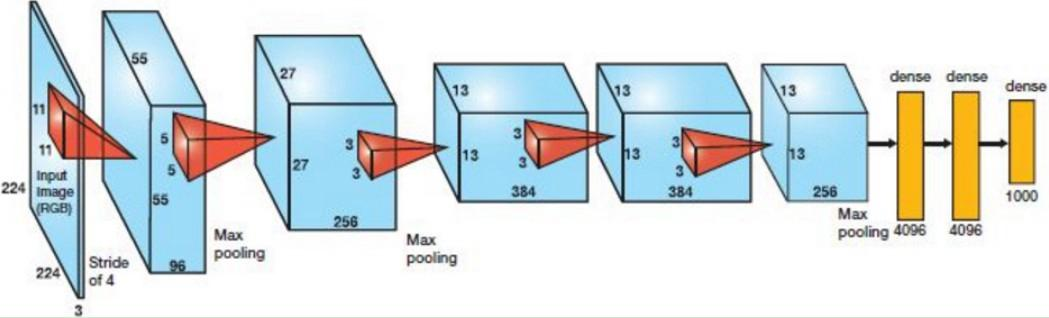 224
11
11
Input
Image
(RGB)
224
3
Stride
of 4
55
5
5
55
96
Max
pooling
27
27
3
3
256
Max
pooling
13
13
3
3
384
13
13
3
3
384
13
13
256
Max
pooling
dense
4096
dense
4096
dense
1000